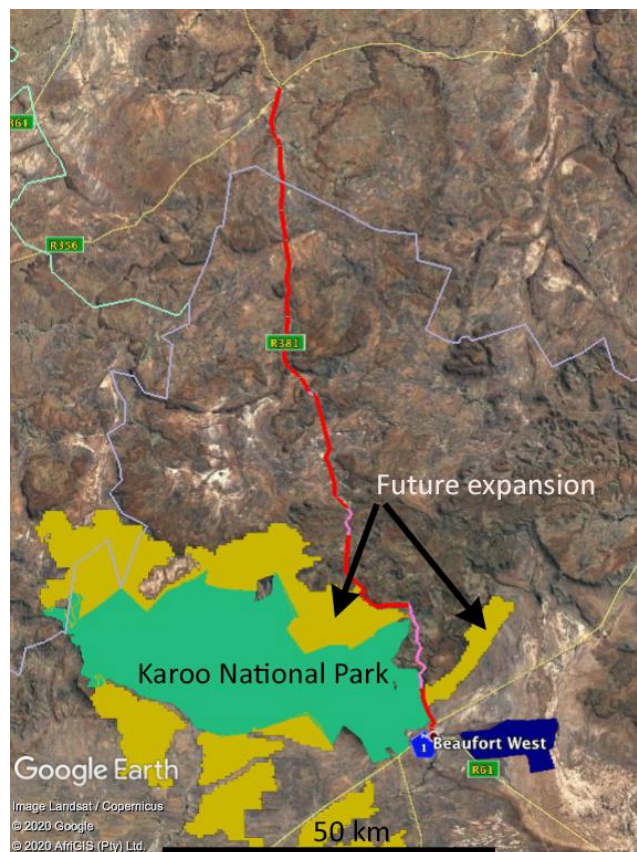 R361
R356
R381
Future expansion
Karoo National Park
1
Beaufort West
R61
Google Earth
Image Landsat / Copernicus
© 2020 Google
© 2020 AfriGIS (Pty) Ltd.
50 km